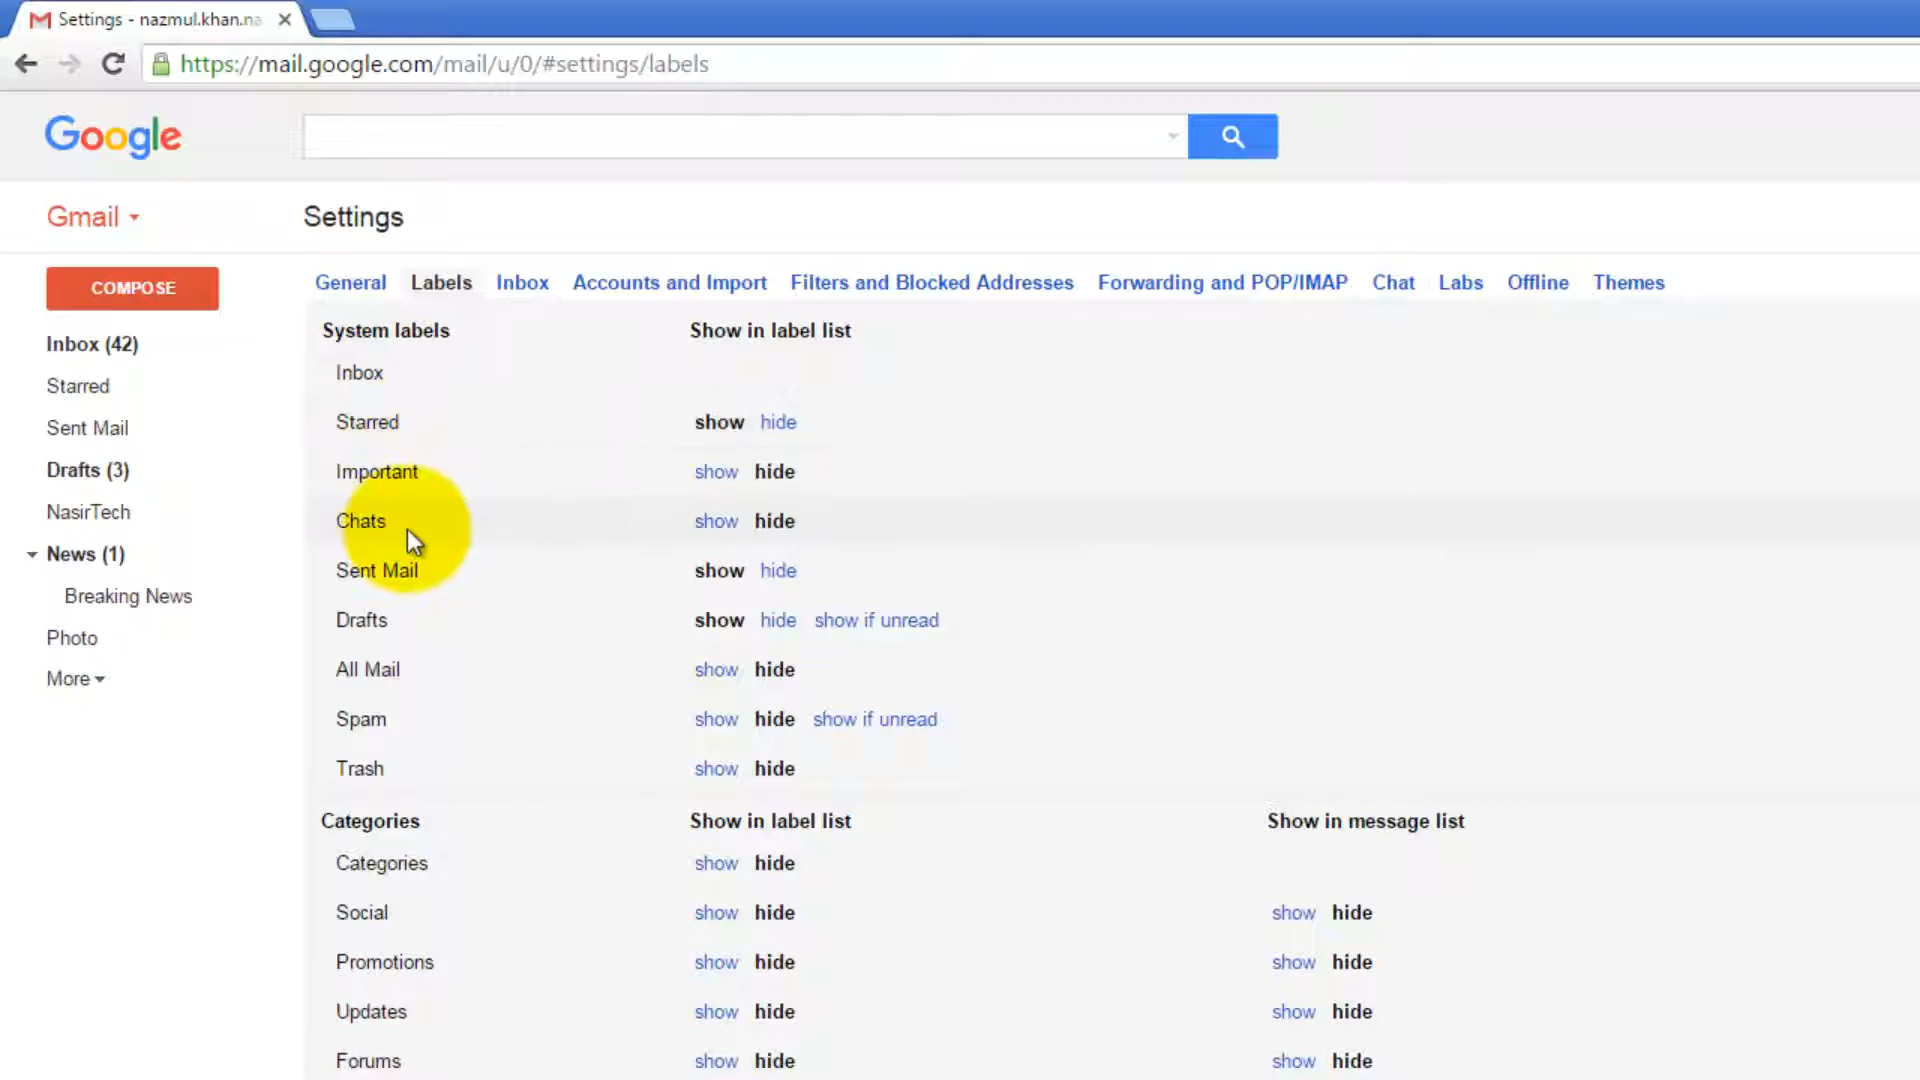 Settings - nazmul.khan.na
https://mail.google.com/mail/u/0/#settings/labels
Google
Gmail
Settings
COMPOSE
Inbox (42)
Starred
Sent Mail
Drafts (3)
NasirTech
News (1)
Breaking News
Photo
More
General Labels Inbox Accounts and Import Filters and Blocked Addresses Forwarding and POP/IMAP Chat Labs Offline Themes
System labels Show in label list
Inbox
Starred show hide
Important show hide
Chats show hide
Sent Mail show hide
Drafts show hide show if unread
All Mail show hide
Spam show hide show if unread
Trash show hide
Categories Show in label list Show in message list
Categories show hide
Social show hide show hide
Promotions show hide show hide
Updates show hide show hide
Forums show hide show hide